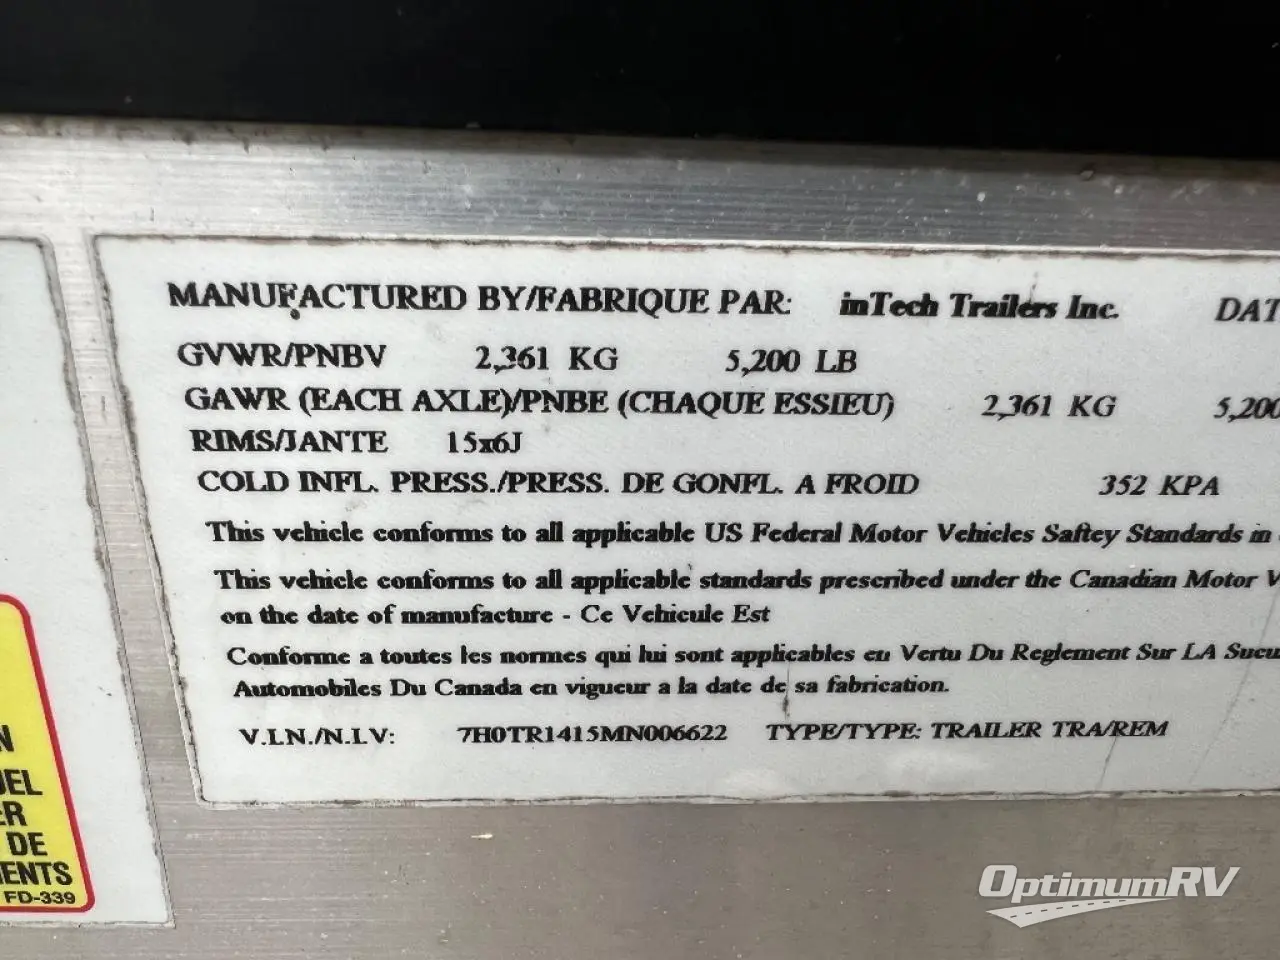 MANUFACTURED BY/FABRIQUE PAR: inTech Trailers Inc. DAT
GVWR/PNBV 2,361 KG 5,200 LB
GAWR (EACH AXLE)/PNBE (CHAQUE ESSIEU) 2,361 KG 5,200
RIMS/JANTE 15x6J
COLD INFL. PRESS./PRESS. DE GONFL. A FROID 352 KPA
This vehicle conforms to all applicable US Federal Motor Vehicles Saftey Standards in
This vehicle conforms to all applicable standards prescribed under the Canadian Motor V
on the date of manufacture - Ce Vehicule Est
Conforme a toutes les normes qui lui sont applicables en Vertu Du Reglement Sur LA Sucu
Automobiles Du Canada en vigueur a la date de sa fabrication.
V.I.N./N.I.V: 7H0TR1415MN006622 TYPE/TYPE: TRAILER TRA/REM
N
UEL
ER
DE
IENTS
FD-339
OptimumRV